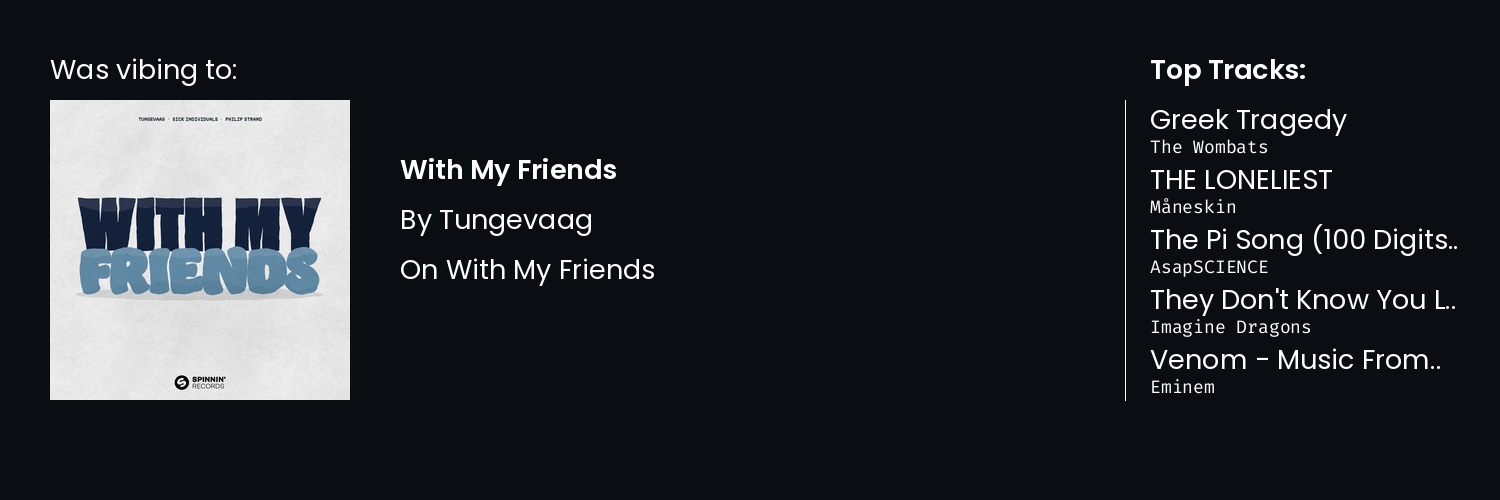 Was vibing to:
TUNGEVAAG · SICK INDIVIDUALS · PHILIP STRAND
WITH MY
FRIENDS
SPINNIN'
RECORDS
With My Friends
By Tungevaag
On With My Friends
Top Tracks:
Greek Tragedy
The Wombats
THE LONELIEST
Måneskin
The Pi Song (100 Digits..
AsapSCIENCE
They Don't Know You L..
Imagine Dragons
Venom - Music From..
Eminem